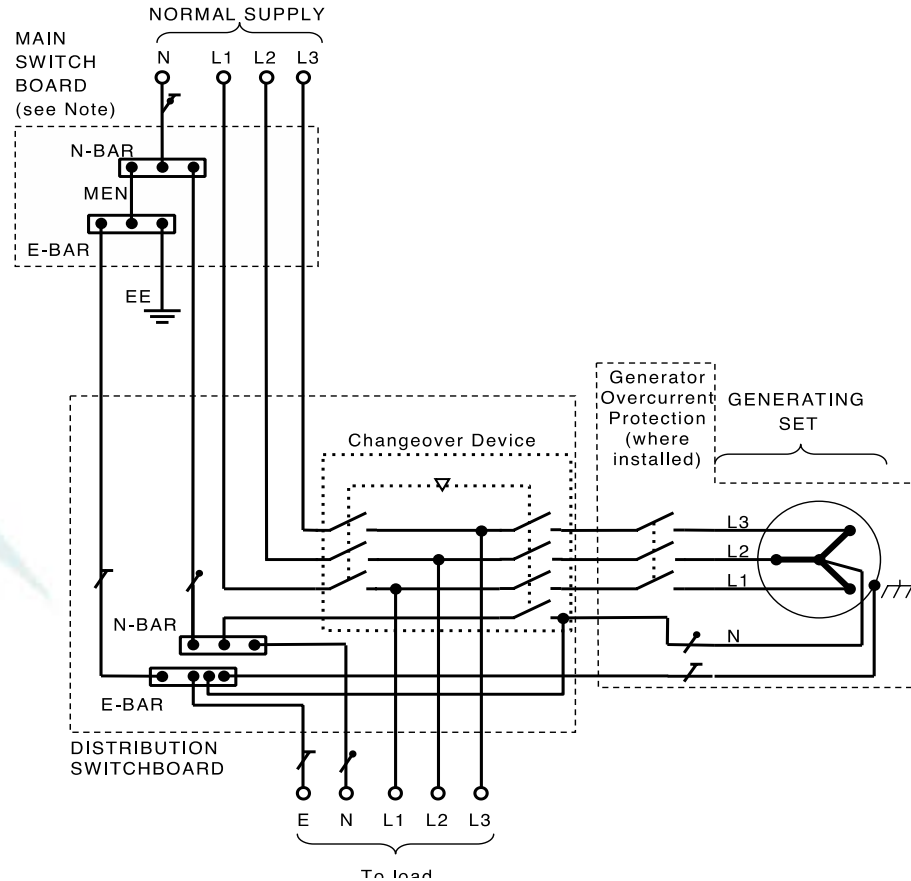 NORMAL SUPPLY
MAIN
SWITCH
BOARD
(see Note)
N L1 L2 L3
N-BAR
MEN
E-BAR
EE
Generator
Overcurrent
Protection
(where
installed)
GENERATING
SET
Changeover Device
L3
L2
L1
N
N-BAR
E-BAR
DISTRIBUTION
SWITCHBOARD
E N L1 L2 L3
To load